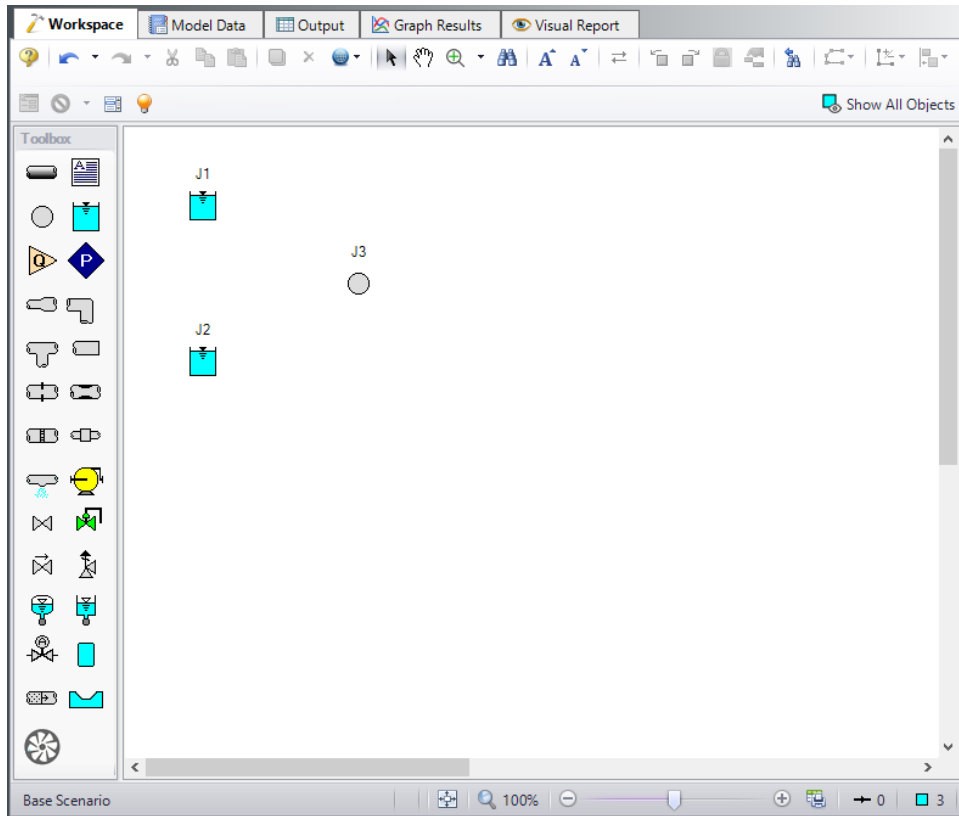 Workspace Model Data Output Graph Results Visual Report
A A
Show All Objects
Toolbox
A
J1
Q P
J3
J2
Base Scenario 100% 0 3